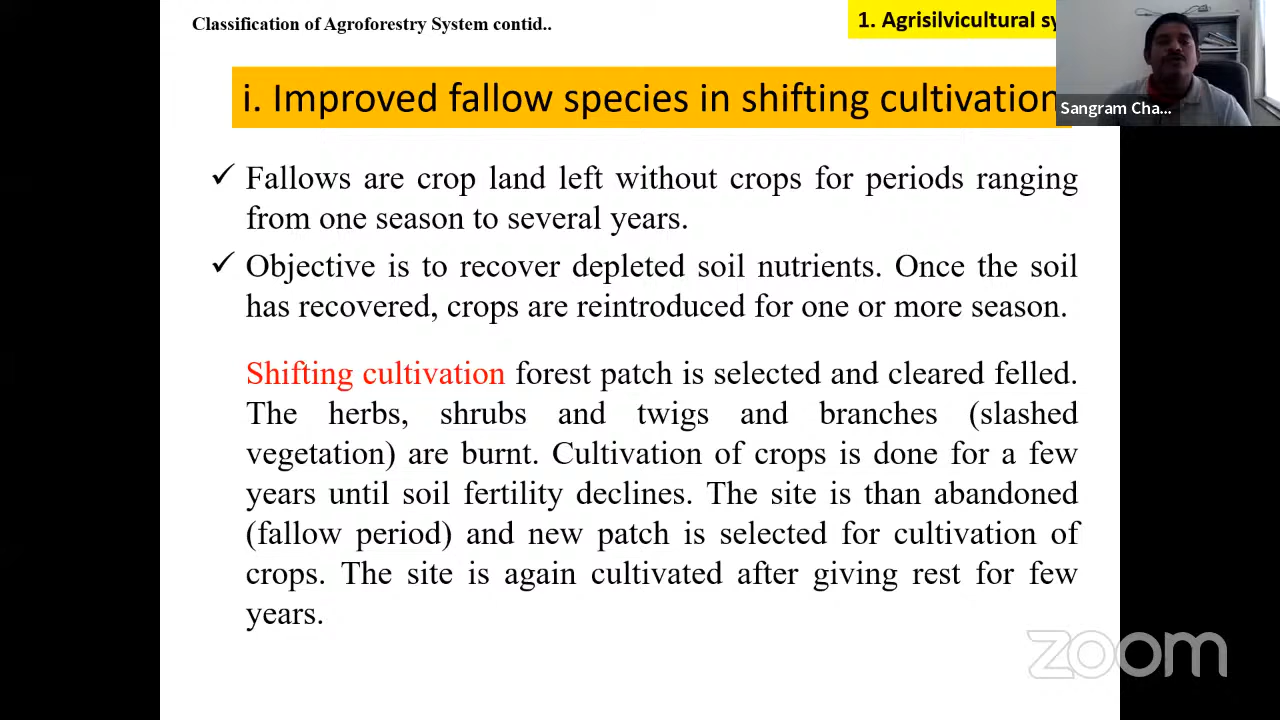 Classification of Agroforestry System contid..
1. Agrisilvicultural sy
Sangram Cha...
i. Improved fallow species in shifting cultivation
✓ Fallows are crop land left without crops for periods ranging
from one season to several years.
✓ Objective is to recover depleted soil nutrients. Once the soil
has recovered, crops are reintroduced for one or more season.
Shifting cultivation forest patch is selected and cleared felled.
The herbs, shrubs and twigs and branches (slashed
vegetation) are burnt. Cultivation of crops is done for a few
years until soil fertility declines. The site is than abandoned
(fallow period) and new patch is selected for cultivation of
crops. The site is again cultivated after giving rest for few
years.
zoom